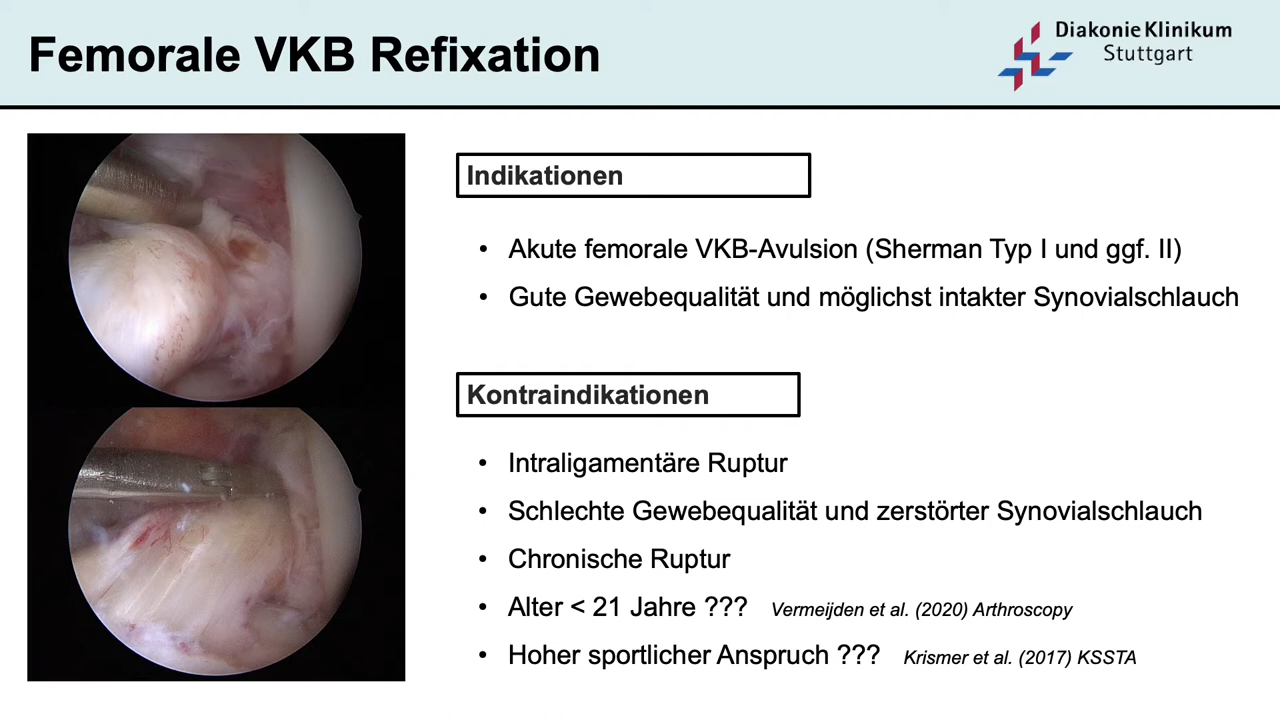 Femorale VKB Refixation
Diakonie Klinikum
Stuttgart
Indikationen
• Akute femorale VKB-Avulsion (Sherman Typ I und ggf. II)
• Gute Gewebequalität und möglichst intakter Synovialschlauch
Kontraindikationen
• Intraligamentäre Ruptur
• Schlechte Gewebequalität und zerstörter Synovialschlauch
• Chronische Ruptur
• Alter < 21 Jahre ??? Vermeijden et al. (2020) Arthroscopy
• Hoher sportlicher Anspruch ??? Krismer et al. (2017) KSSTA